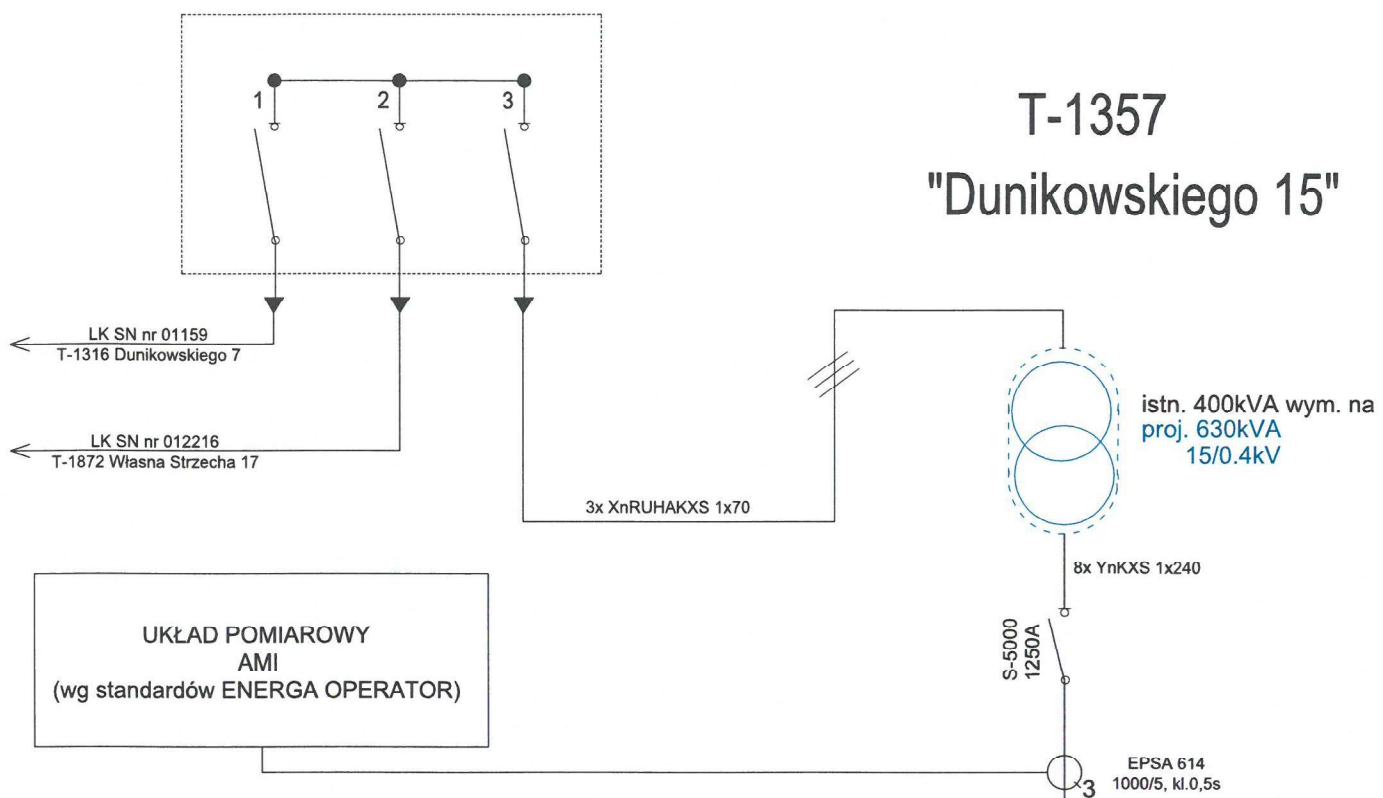 1
2
3
T-1357
"Dunikowskiego 15"
LK SN nr 01159
T-1316 Dunikowskiego 7
LK SN nr 012216
T-1872 Własna Strzecha 17
3x XnRUHAKXS 1x70
istn. 400kVA wym. na
proj. 630kVA
15/0.4kV
8x YnKXS 1x240
S-5000
1250A
UKŁAD POMIAROWY
AMI
(wg standardów ENERGA OPERATOR)
EPSA 614
1000/5, kl.0,5s
3